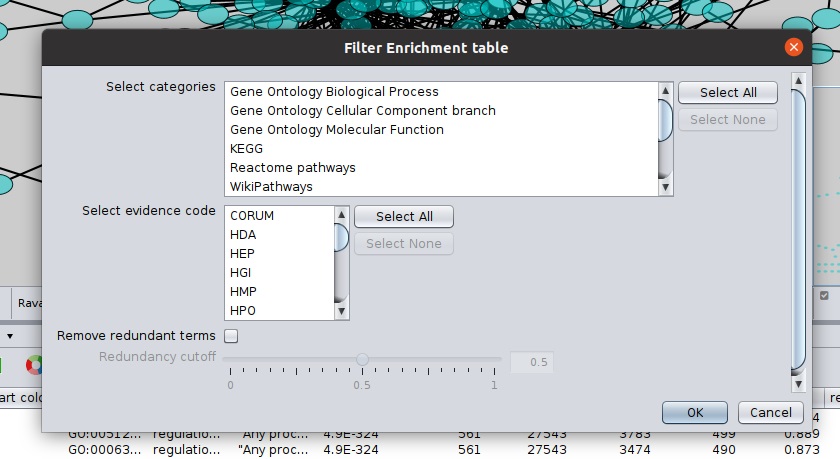 Filter Enrichment table
Select categories
Gene Ontology Biological Process
Gene Ontology Cellular Component branch
Gene Ontology Molecular Function
KEGG
Reactome pathways
WikiPathways
Select All
Select None
Select evidence code
CORUM
HDA
HEP
HGI
HMP
HPO
Select All
Select None
Remove redundant terms
Redundancy cutoff
0.5
0 0.5 1
OK Cancel
Rava
art colo
re
4
GO:00512... regulatio... "Any proc... 4.9E-324 561 27543 3783 499 0.889
GO:00063... regulatio... "Any proc... 4.9E-324 561 27543 3474 490 0.873